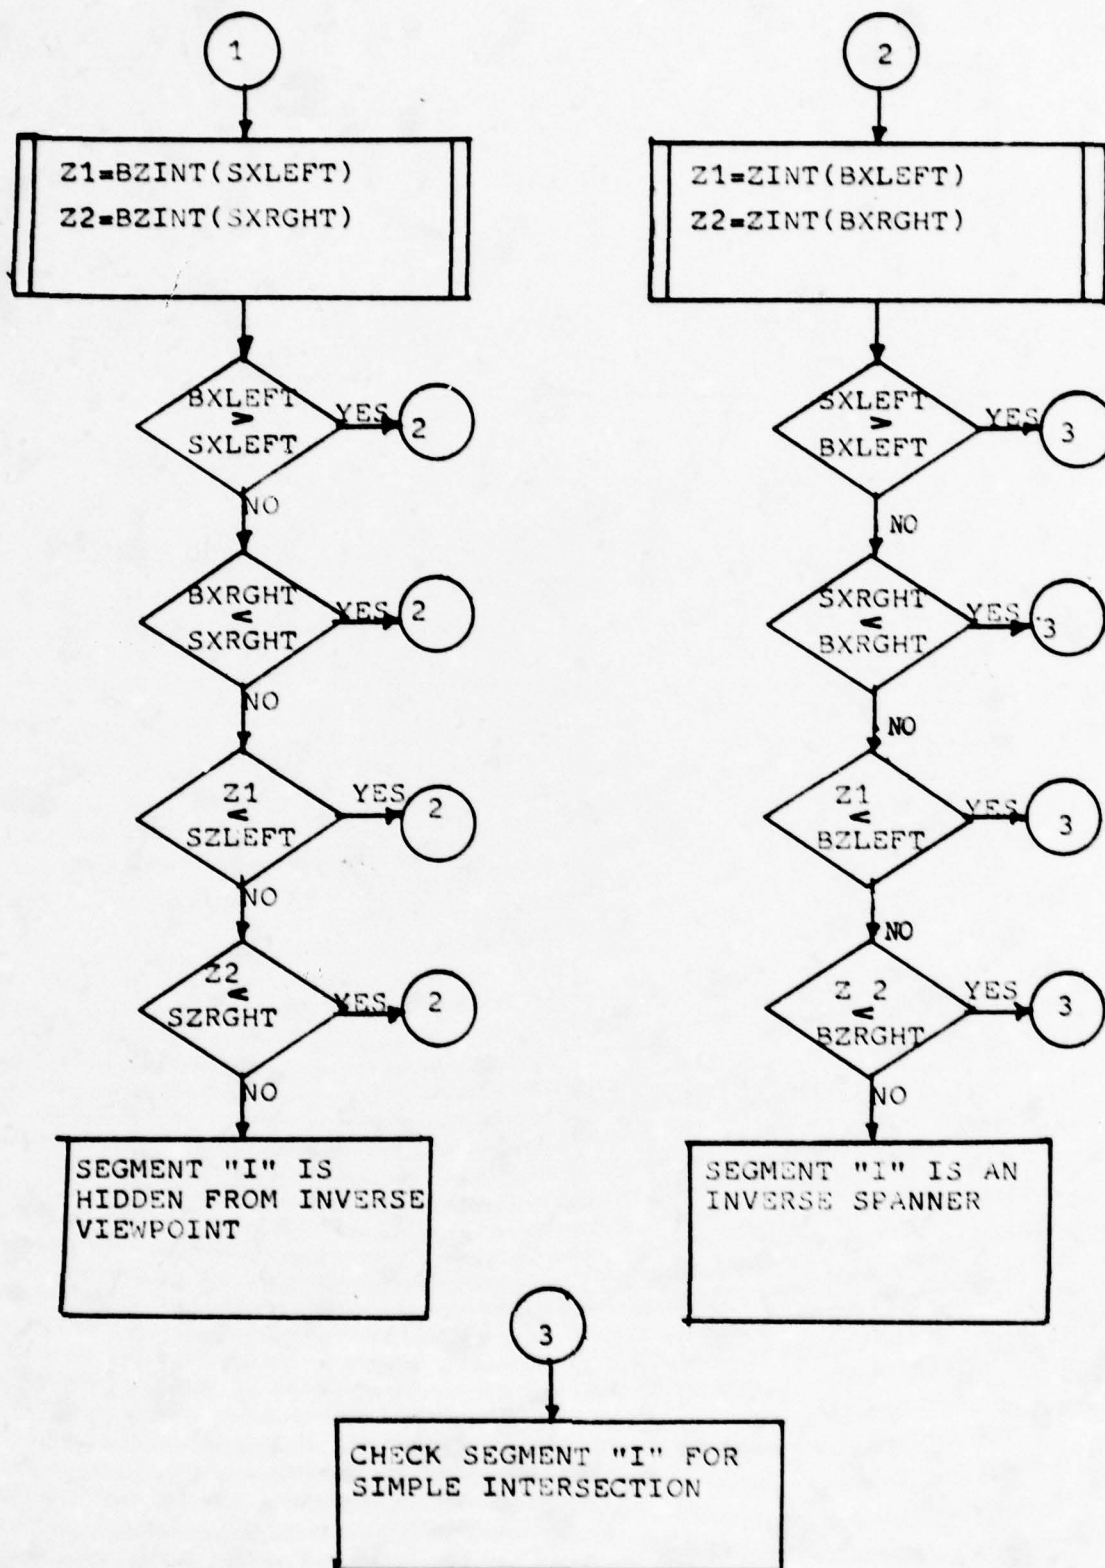 1
Z1=BZINT(SXLEFT)
Z2=BZINT(SXRGHT)
BXLEFT
>
SXLEFT
YES
2
NO
BXRGHT
<
SXRGHT
YES
2
NO
Z1
<
SZLEFT
YES
2
NO
Z2
<
SZRGHT
YES
2
NO
SEGMENT "I" IS
HIDDEN FROM INVERSE
VIEWPOINT
2
Z1=ZINT(BXLEFT)
Z2=ZINT(BXRGHT)
SXLEFT
>
BXLEFT
YES
3
NO
SXRGHT
<
BXRGHT
YES
3
NO
Z1
<
BZLEFT
YES
3
NO
Z 2
<
BZRGHT
YES
3
NO
SEGMENT "I" IS AN
INVERSE SPANNER
3
CHECK SEGMENT "I" FOR
SIMPLE INTERSECTION